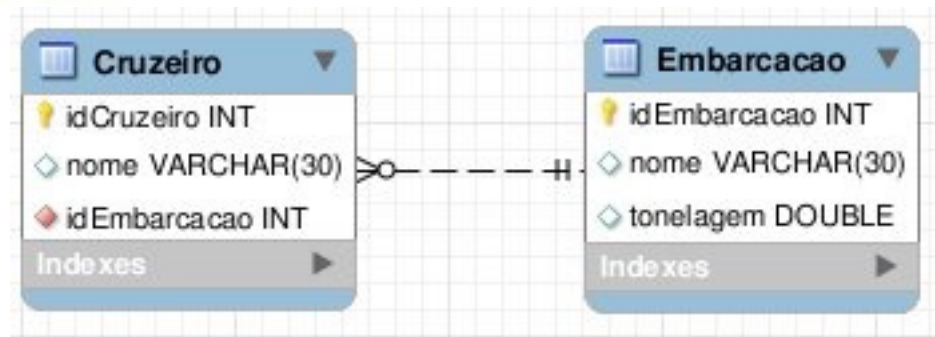 Cruzeiro
idCruzeiro INT
nome VARCHAR(30)
idEmbarcacao INT
Indexes
Embarcacao
idEmbarcacao INT
nome VARCHAR(30)
tonelagem DOUBLE
Indexes